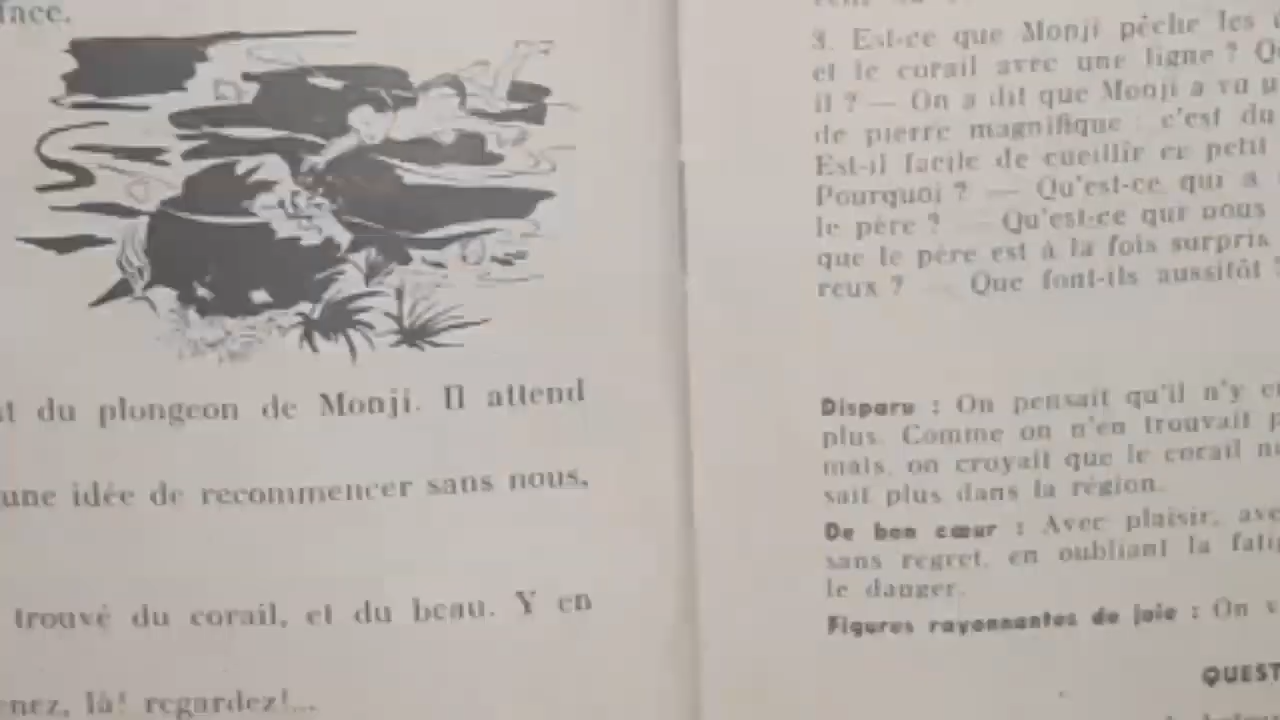 du plongeon de Monji. Il attend
une idée de recommencer sans nous,
trouvé du corail, et du beau. Y en
là! regardez!...
3. Est-ce que Monji pêche les
et le corail avec une ligne ?
il ? — On a dit que Monji a vu
de pierre magnifique : c'est du
Est-il facile de cueillir ce petit
Pourquoi ? — Qu'est-ce qui a
le père ? — Qu'est-ce qui nous
que le père est à la fois surpris
reux ? — Que font-ils aussitôt ?
Disparu : On pensait qu'il n'y
plus. Comme on n'en trouvait
mais, on croyait que le corail
sait plus dans la région.
De bon cœur : Avec plaisir,
sans regret, en oubliant la
le danger.
Figures rayonnantes de joie : On
QUEST